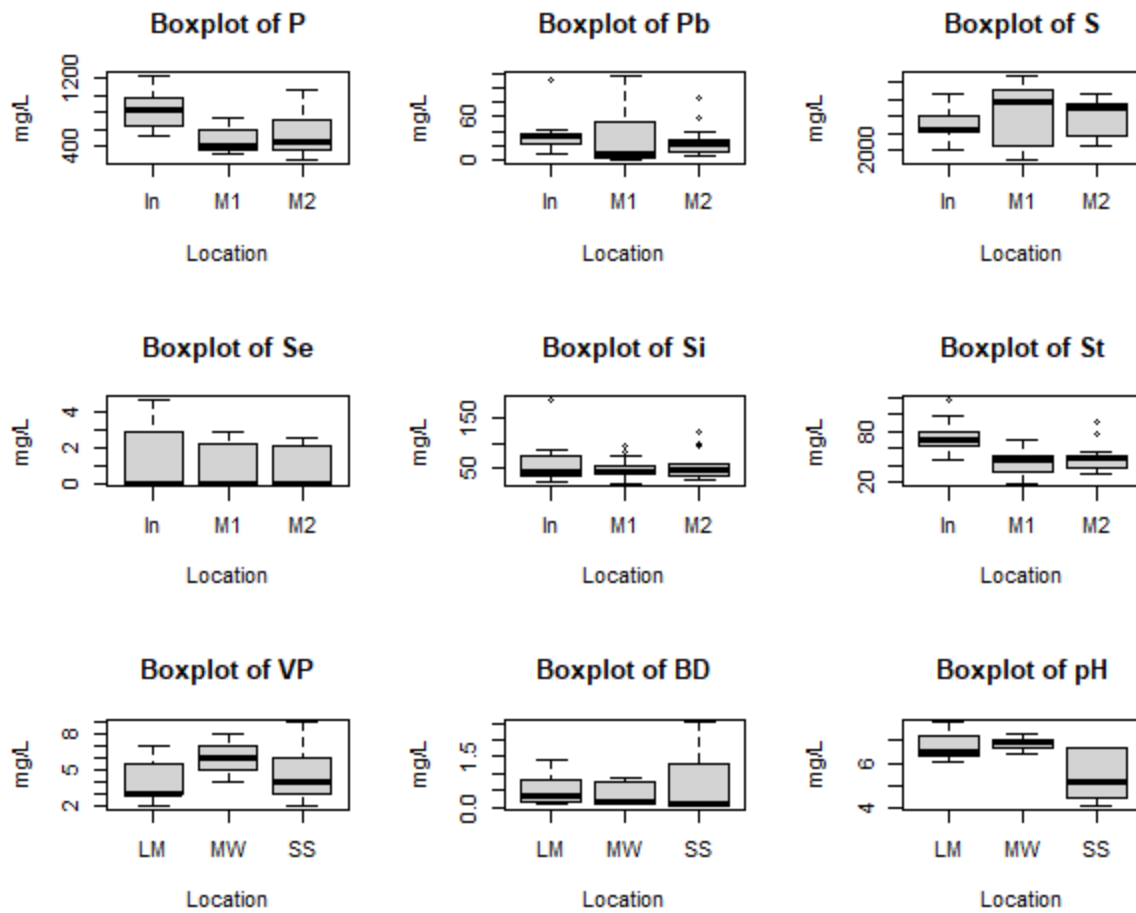 Boxplot of P
mg/L
400 1200
In M1 M2
Location
Boxplot of Pb
mg/L
0 60
In M1 M2
Location
Boxplot of S
mg/L
2000
In M1 M2
Location
Boxplot of Se
mg/L
0 2 4
In M1 M2
Location
Boxplot of Si
mg/L
50 150
In M1 M2
Location
Boxplot of St
mg/L
20 80
In M1 M2
Location
Boxplot of VP
mg/L
2 5 8
LM MW SS
Location
Boxplot of BD
mg/L
0.0 1.5
LM MW SS
Location
Boxplot of pH
mg/L
4 6
LM MW SS
Location